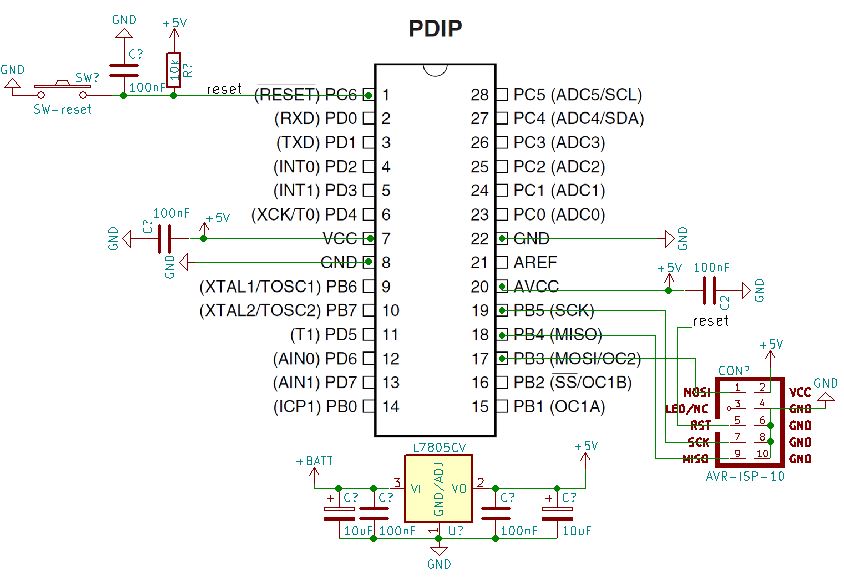 PDIP
GND
+5V
GND
C?
100nF
10k
R?
SW?
SW-reset
reset
(RESET) PC6 1 28 PC5 (ADC5/SCL)
(RXD) PD0 2 27 PC4 (ADC4/SDA)
(TXD) PD1 3 26 PC3 (ADC3)
(INT0) PD2 4 25 PC2 (ADC2)
(INT1) PD3 5 24 PC1 (ADC1)
(XCK/T0) PD4 6 23 PC0 (ADC0)
VCC 7 22 GND
GND 8 21 AREF
(XTAL1/TOSC1) PB6 9 20 AVCC
(XTAL2/TOSC2) PB7 10 19 PB5 (SCK)
(T1) PD5 11 18 PB4 (MISO)
(AIN0) PD6 12 17 PB3 (MOSI/OC2)
(AIN1) PD7 13 16 PB2 (SS/OC1B)
(ICP1) PB0 14 15 PB1 (OC1A)
100nF
C?
+5V
GND
GND
GND
+5V
100nF
C2
GND
reset
+5V
CON?
GND
MOSI 1 2 VCC
LED/NC 3 4 GND
RST 5 6 GND
SCK 7 8 GND
MISO 9 10 GND
AVR-ISP-10
L7805CV
+BATT
+5V
3 VI GND/ADJ VO 2
+ C? C? C? + C?
10uF 100nF 1 U? 100nF 10uF
GND